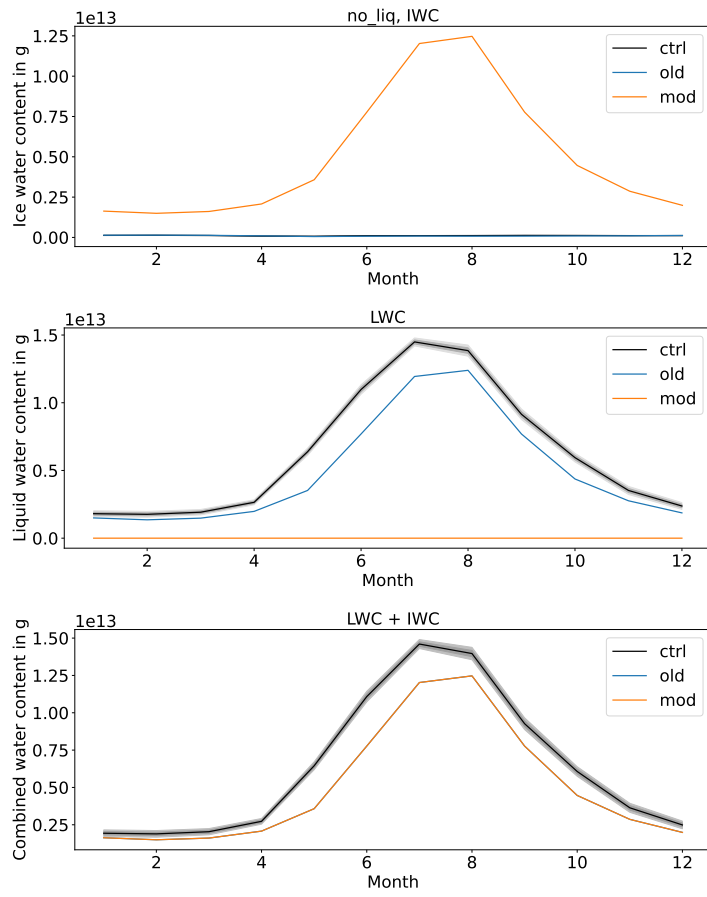 no_liq, IWC
1e13
1.25
1.00
0.75
0.50
0.25
0.00
Ice water content in g
ctrl
old
mod
2 4 6 8 10 12
Month
LWC
1e13
1.5
1.0
0.5
0.0
Liquid water content in g
ctrl
old
mod
2 4 6 8 10 12
Month
LWC + IWC
1e13
1.50
1.25
1.00
0.75
0.50
0.25
Combined water content in g
ctrl
old
mod
2 4 6 8 10 12
Month